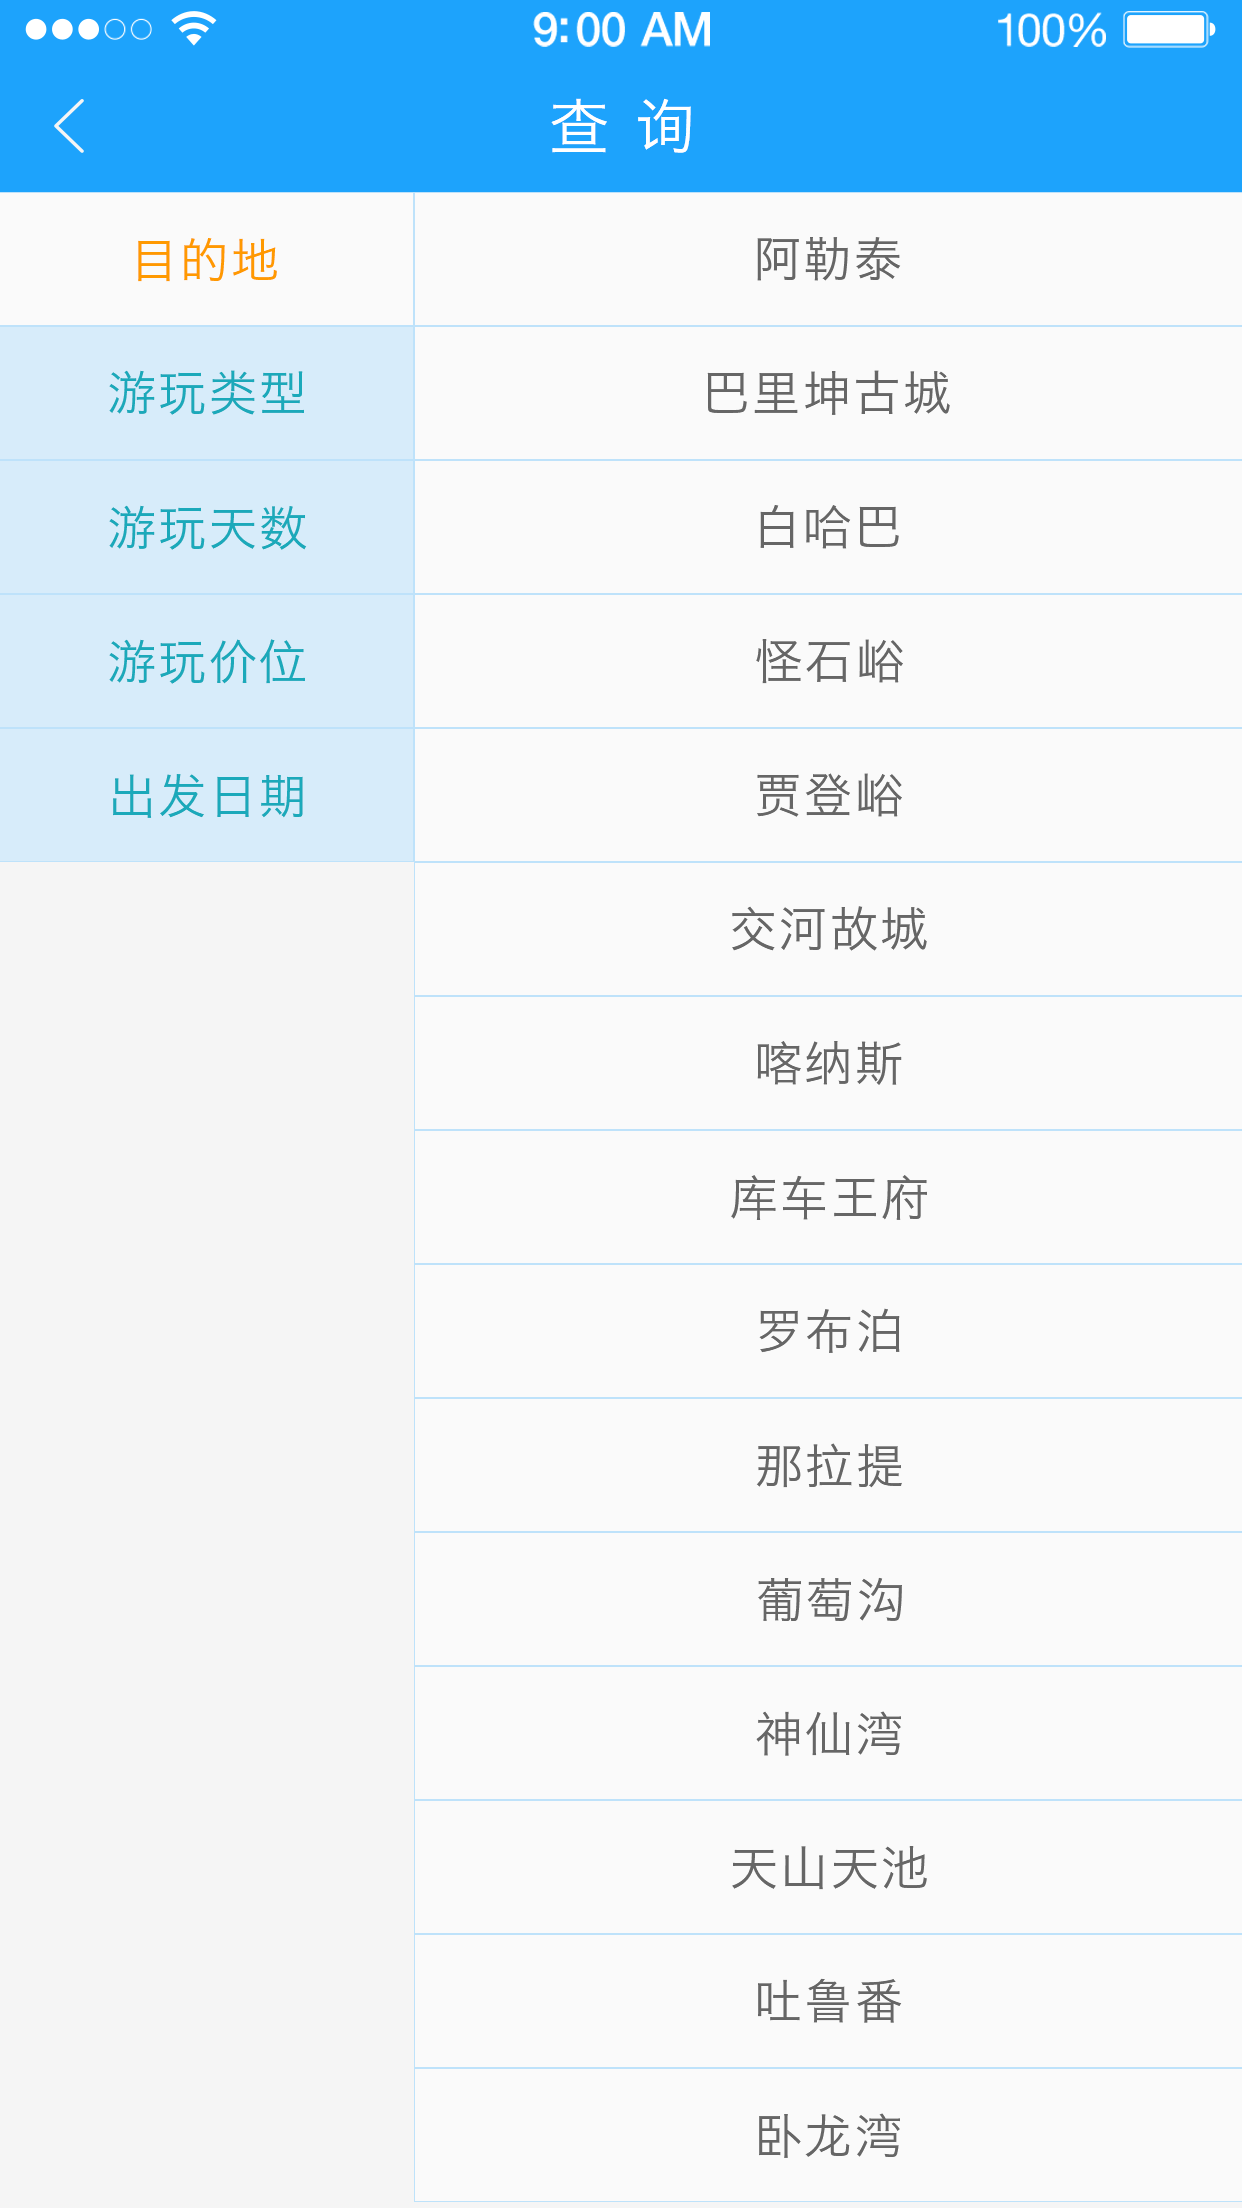 9:00 AM
100%
查 询
目的地
游玩类型
游玩天数
游玩价位
出发日期
阿勒泰
巴里坤古城
白哈巴
怪石峪
贾登峪
交河故城
喀纳斯
库车王府
罗布泊
那拉提
葡萄沟
神仙湾
天山天池
吐鲁番
卧龙湾